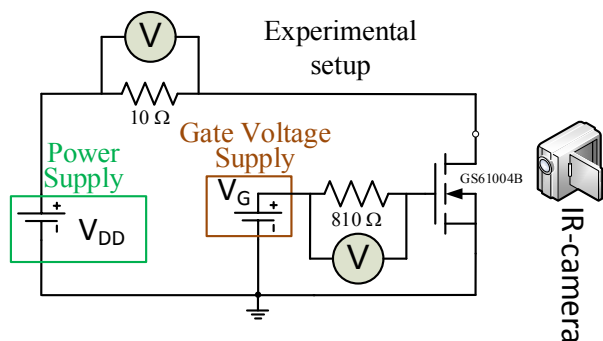 V
Experimental
setup
10 Ω
Gate Voltage
Supply
Power
Supply
+
-
V_DD
V_G
+
-
810 Ω
V
GS61004B
IR-camera